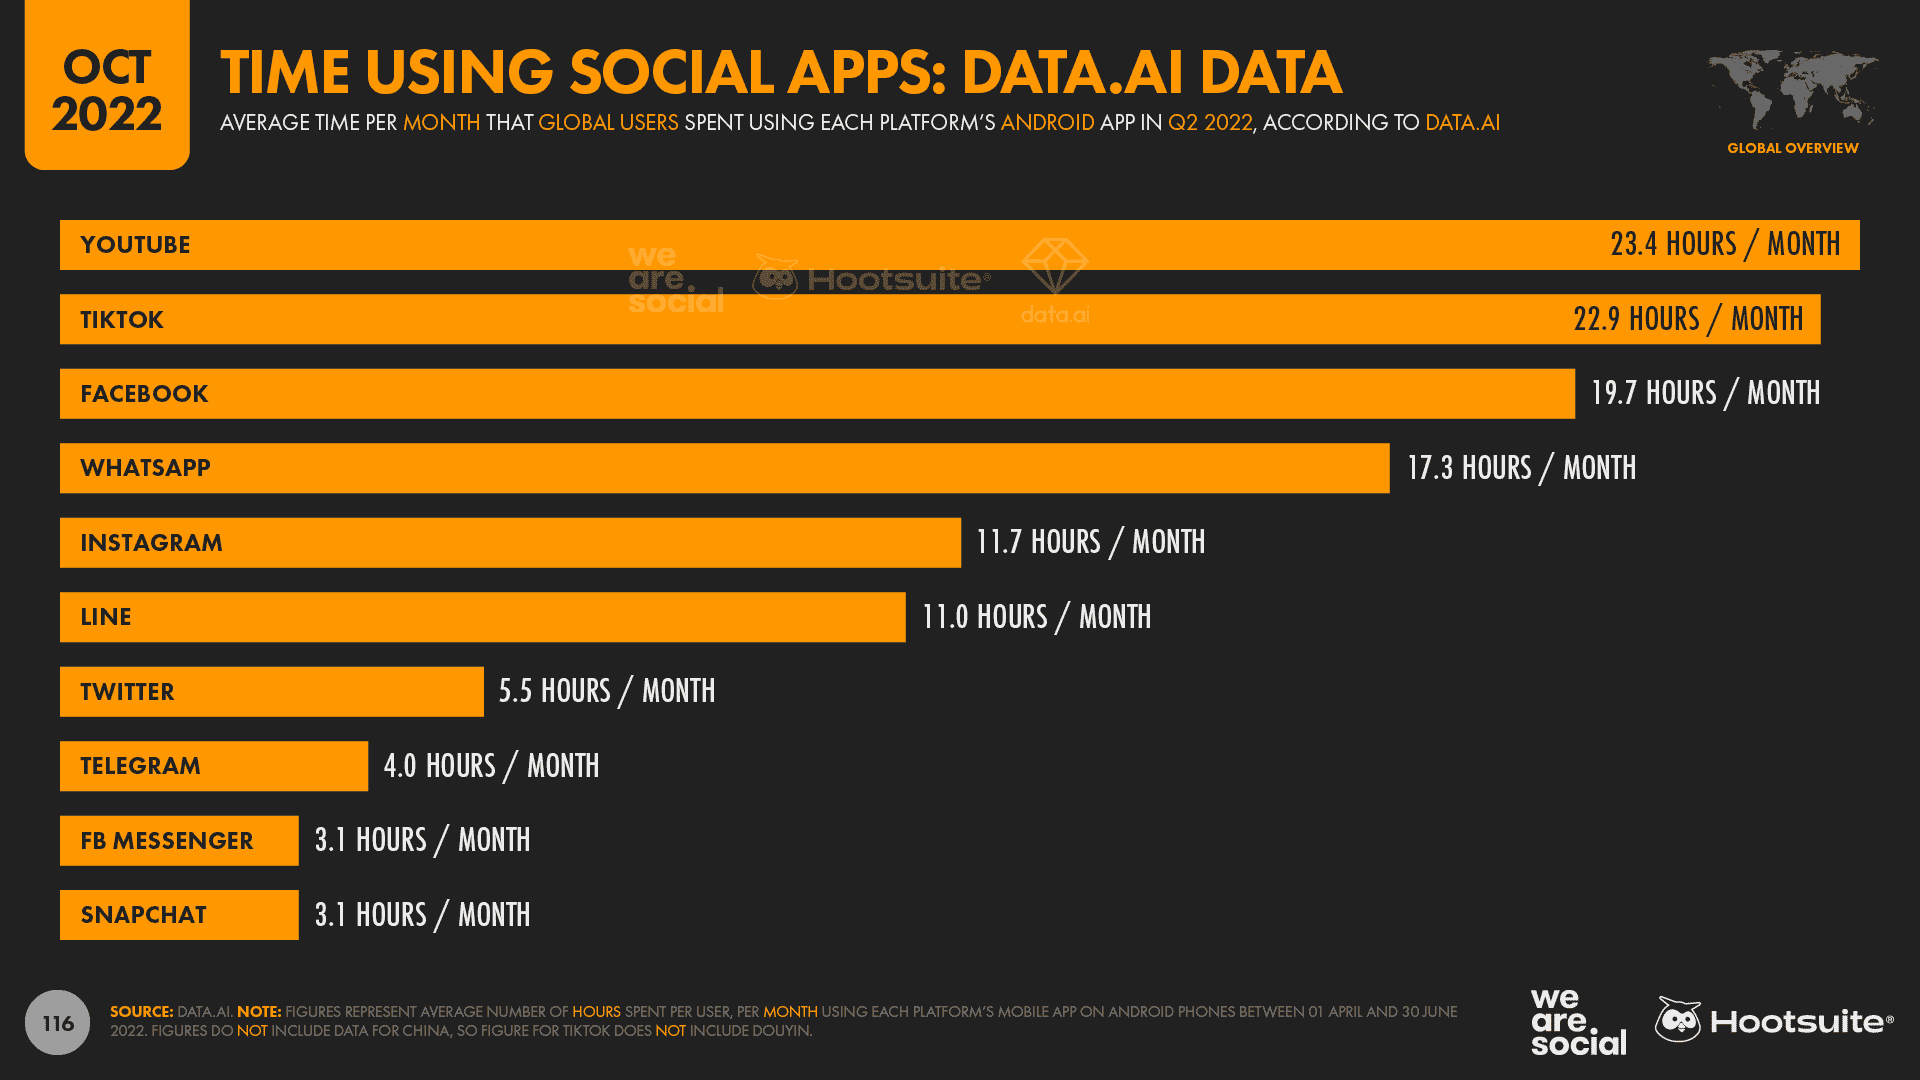 OCT
2022
TIME USING SOCIAL APPS: DATA.AI DATA
AVERAGE TIME PER MONTH THAT GLOBAL USERS SPENT USING EACH PLATFORM’S ANDROID APP IN Q2 2022, ACCORDING TO DATA.AI
GLOBAL OVERVIEW
YOUTUBE 23.4 HOURS / MONTH
we
are
social
Hootsuite®
data.ai
TIKTOK 22.9 HOURS / MONTH
FACEBOOK 19.7 HOURS / MONTH
WHATSAPP 17.3 HOURS / MONTH
INSTAGRAM 11.7 HOURS / MONTH
LINE 11.0 HOURS / MONTH
TWITTER 5.5 HOURS / MONTH
TELEGRAM 4.0 HOURS / MONTH
FB MESSENGER 3.1 HOURS / MONTH
SNAPCHAT 3.1 HOURS / MONTH
116
SOURCE: DATA.AI. NOTE: FIGURES REPRESENT AVERAGE NUMBER OF HOURS SPENT PER USER, PER MONTH USING EACH PLATFORM’S MOBILE APP ON ANDROID PHONES BETWEEN 01 APRIL AND 30 JUNE
2022. FIGURES DO NOT INCLUDE DATA FOR CHINA, SO FIGURE FOR TIKTOK DOES NOT INCLUDE DOUYIN.
we
are
social
Hootsuite®